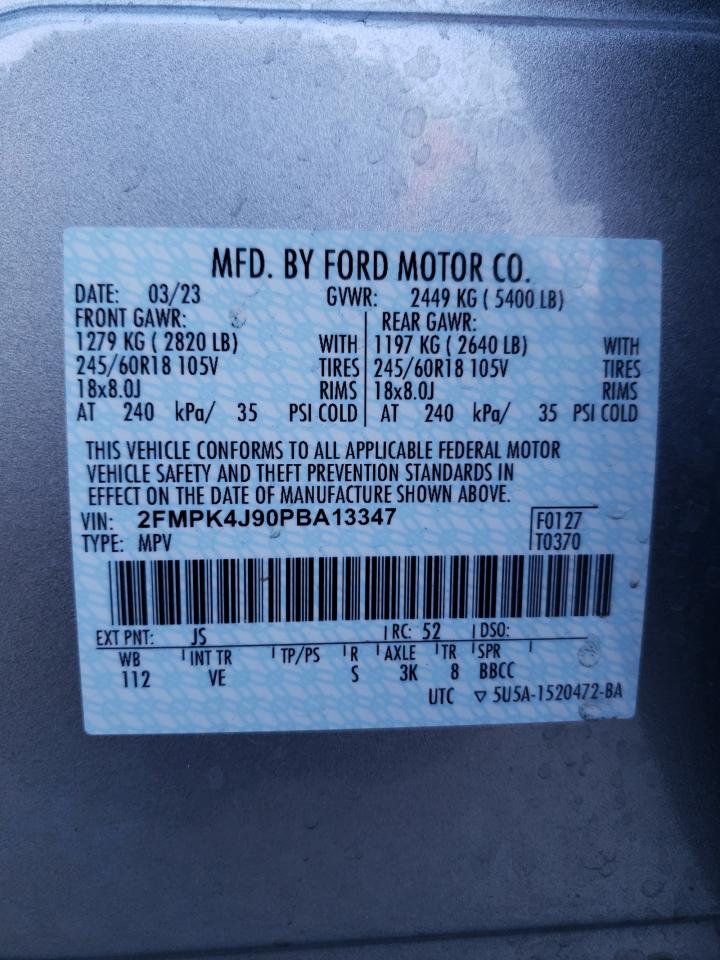 MFD. BY FORD MOTOR CO.
DATE: 03/23 GVWR: 2449 KG ( 5400 LB)
FRONT GAWR: REAR GAWR:
1279 KG ( 2820 LB) WITH 1197 KG ( 2640 LB) WITH
245/60R18 105V TIRES 245/60R18 105V TIRES
18x8.0J RIMS 18x8.0J RIMS
AT 240 kPa/ 35 PSI COLD AT 240 kPa/ 35 PSI COLD
THIS VEHICLE CONFORMS TO ALL APPLICABLE FEDERAL MOTOR
VEHICLE SAFETY AND THEFT PREVENTION STANDARDS IN
EFFECT ON THE DATE OF MANUFACTURE SHOWN ABOVE.
VIN: 2FMPK4J90PBA13347 F0127
TYPE: MPV T0370
EXT PNT: JS RC: 52 DSO:
WB INT TR TP/PS R AXLE TR SPR
112 VE S 3K 8 BBCC
UTC ▽ 5U5A-1520472-BA